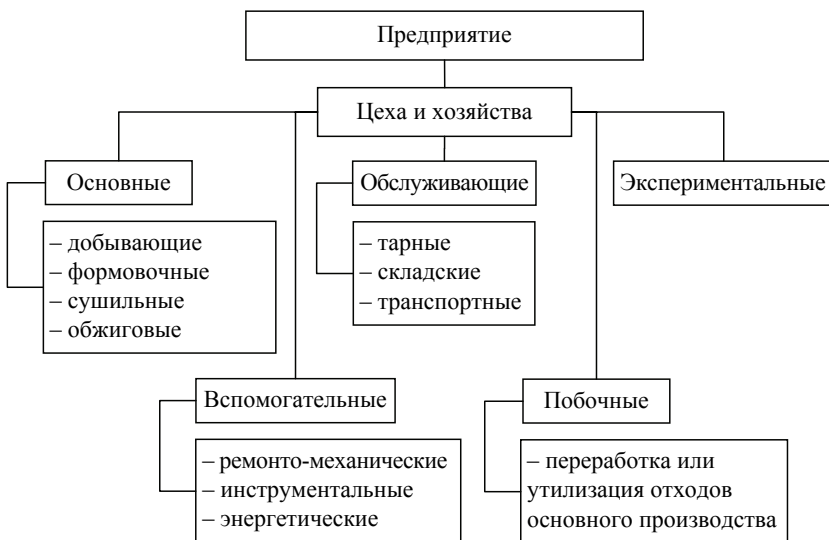 Предприятие
Цеха и хозяйства
Основные
Обслуживающие
Экспериментальные
– добывающие
– формовочные
– сушильные
– обжиговые
– тарные
– складские
– транспортные
Вспомогательные
Побочные
– ремонто-механические
– инструментальные
– энергетические
– переработка или
утилизация отходов
основного производства